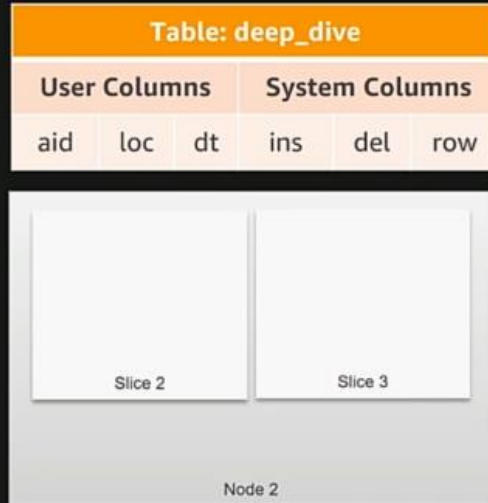 Table: deep_dive
User Columns System Columns
aid loc dt ins del row
Slice 2 Slice 3
Node 2